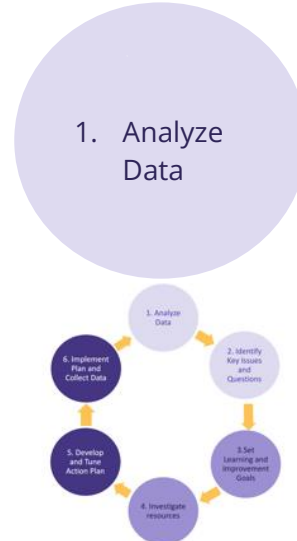 1. Analyze
Data
1. Analyze
Data
2. Identify
Key Issues
and
Questions
3.Set
Learning and
Improvement
Goals
4. Investigate
resources
5. Develop
and Tune
Action Plan
6. Implement
Plan and
Collect Data